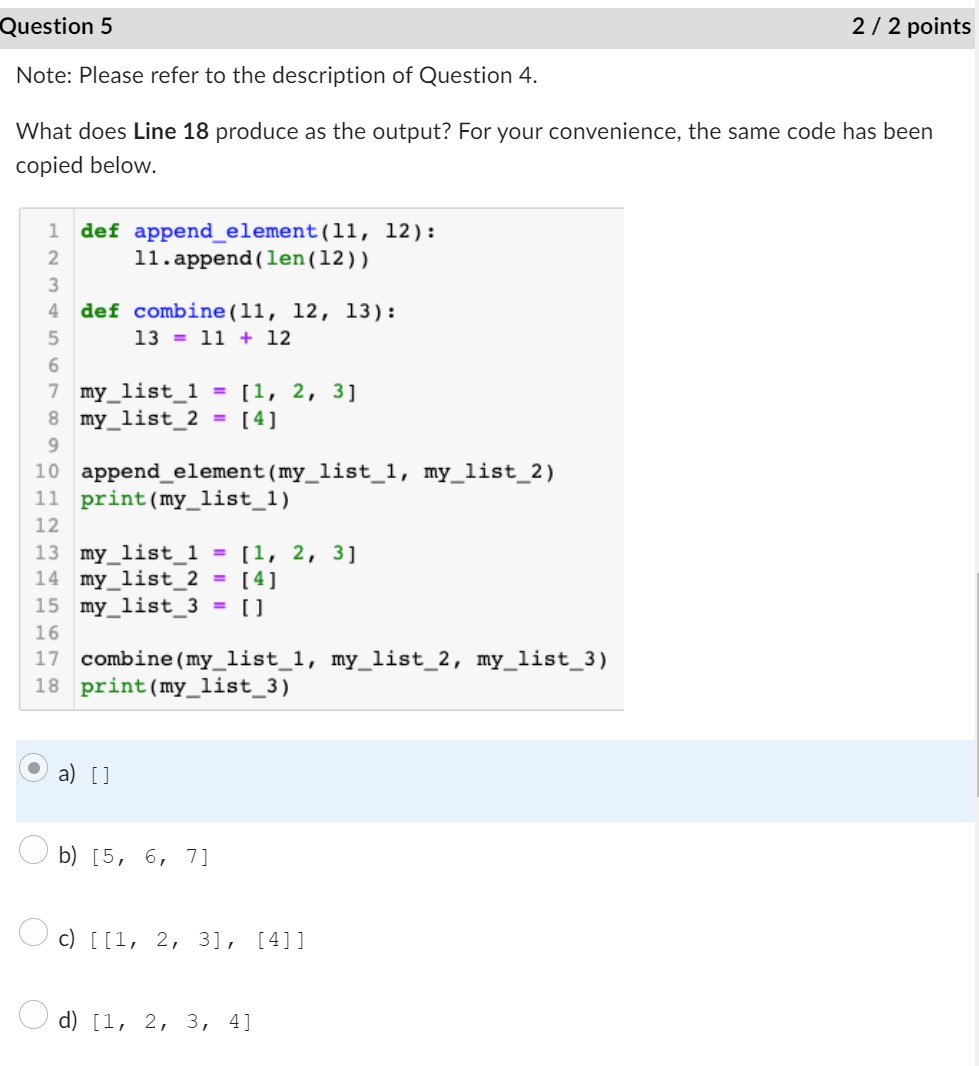 Question 5 2 / 2 points
Note: Please refer to the description of Question 4.
What does Line 18 produce as the output? For your convenience, the same code has been
copied below.
1 def append_element(l1, l2):
2     l1.append(len(l2))
3
4 def combine(l1, l2, l3):
5     l3 = l1 + l2
6
7 my_list_1 = [1, 2, 3]
8 my_list_2 = [4]
9
10 append_element(my_list_1, my_list_2)
11 print(my_list_1)
12
13 my_list_1 = [1, 2, 3]
14 my_list_2 = [4]
15 my_list_3 = []
16
17 combine(my_list_1, my_list_2, my_list_3)
18 print(my_list_3)
a) []
b) [5, 6, 7]
c) [[1, 2, 3], [4]]
d) [1, 2, 3, 4]